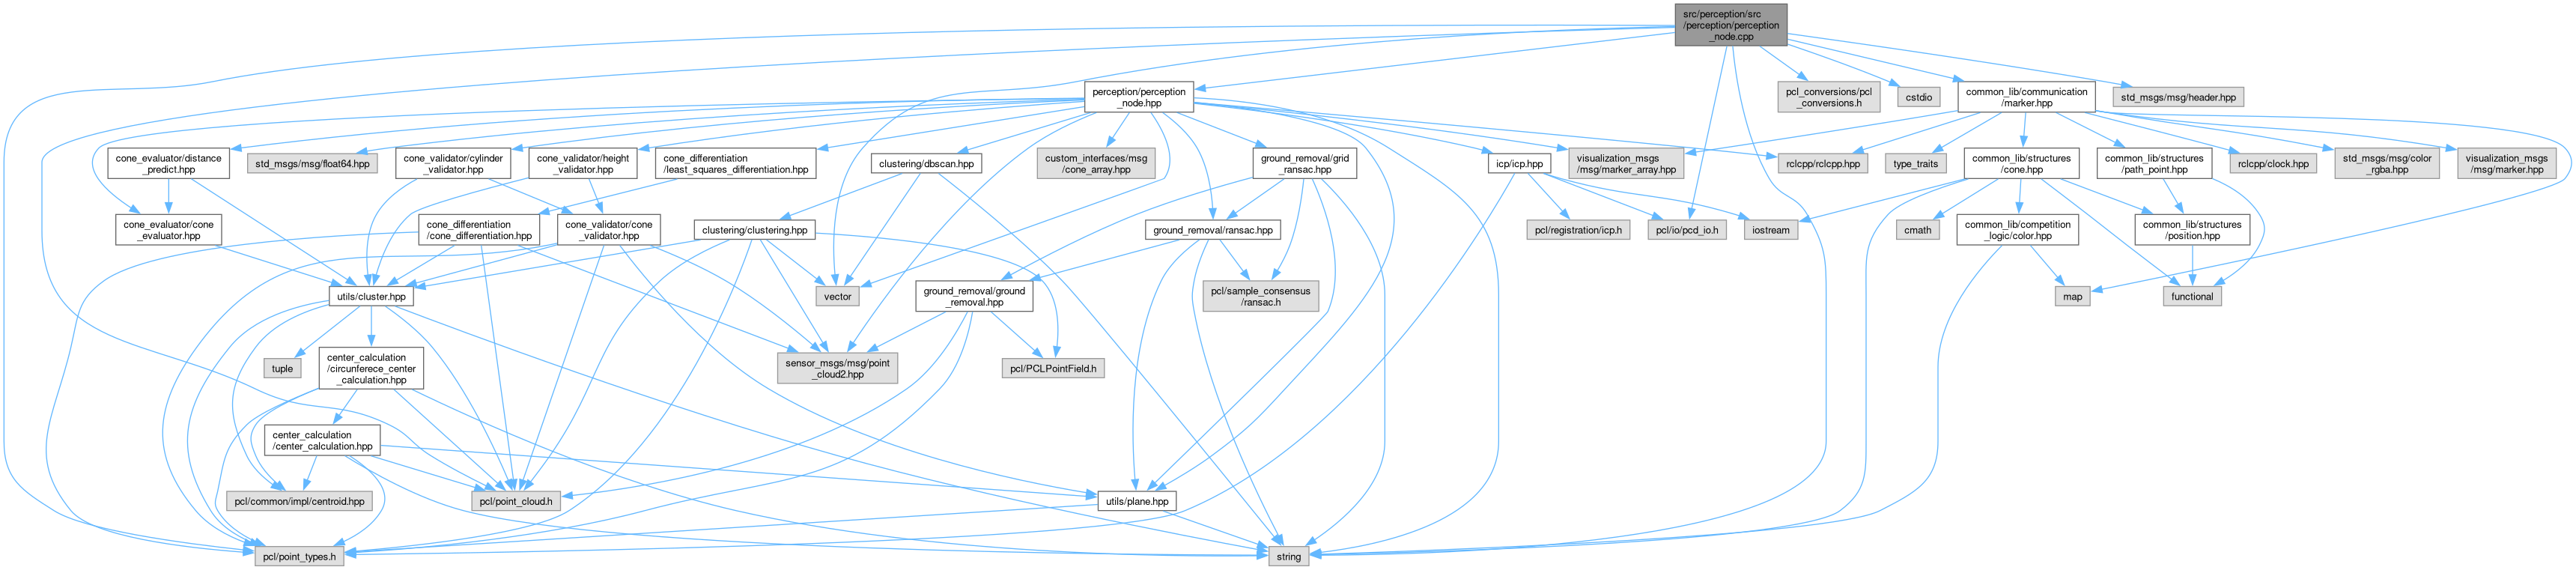 src/perception/src
/perception/perception
_node.cpp
perception/perception
_node.hpp
pcl_conversions/pcl
_conversions.h
cstdio
common_lib/communication
/marker.hpp
std_msgs/msg/header.hpp
cone_evaluator/distance
_predict.hpp
std_msgs/msg/float64.hpp
cone_validator/cylinder
_validator.hpp
cone_validator/height
_validator.hpp
cone_differentiation
/least_squares_differentiation.hpp
clustering/dbscan.hpp
custom_interfaces/msg
/cone_array.hpp
ground_removal/grid
_ransac.hpp
icp/icp.hpp
visualization_msgs
/msg/marker_array.hpp
rclcpp/rclcpp.hpp
type_traits
common_lib/structures
/cone.hpp
common_lib/structures
/path_point.hpp
rclcpp/clock.hpp
std_msgs/msg/color
_rgba.hpp
visualization_msgs
/msg/marker.hpp
cone_evaluator/cone
_evaluator.hpp
cone_differentiation
/cone_differentiation.hpp
cone_validator/cone
_validator.hpp
clustering/clustering.hpp
ground_removal/ransac.hpp
pcl/registration/icp.h
pcl/io/pcd_io.h
iostream
cmath
common_lib/competition
_logic/color.hpp
common_lib/structures
/position.hpp
utils/cluster.hpp
vector
ground_removal/ground
_removal.hpp
pcl/sample_consensus
/ransac.h
map
functional
tuple
center_calculation
/circunferece_center
_calculation.hpp
sensor_msgs/msg/point
_cloud2.hpp
pcl/PCLPointField.h
center_calculation
/center_calculation.hpp
pcl/common/impl/centroid.hpp
pcl/point_cloud.h
utils/plane.hpp
pcl/point_types.h
string